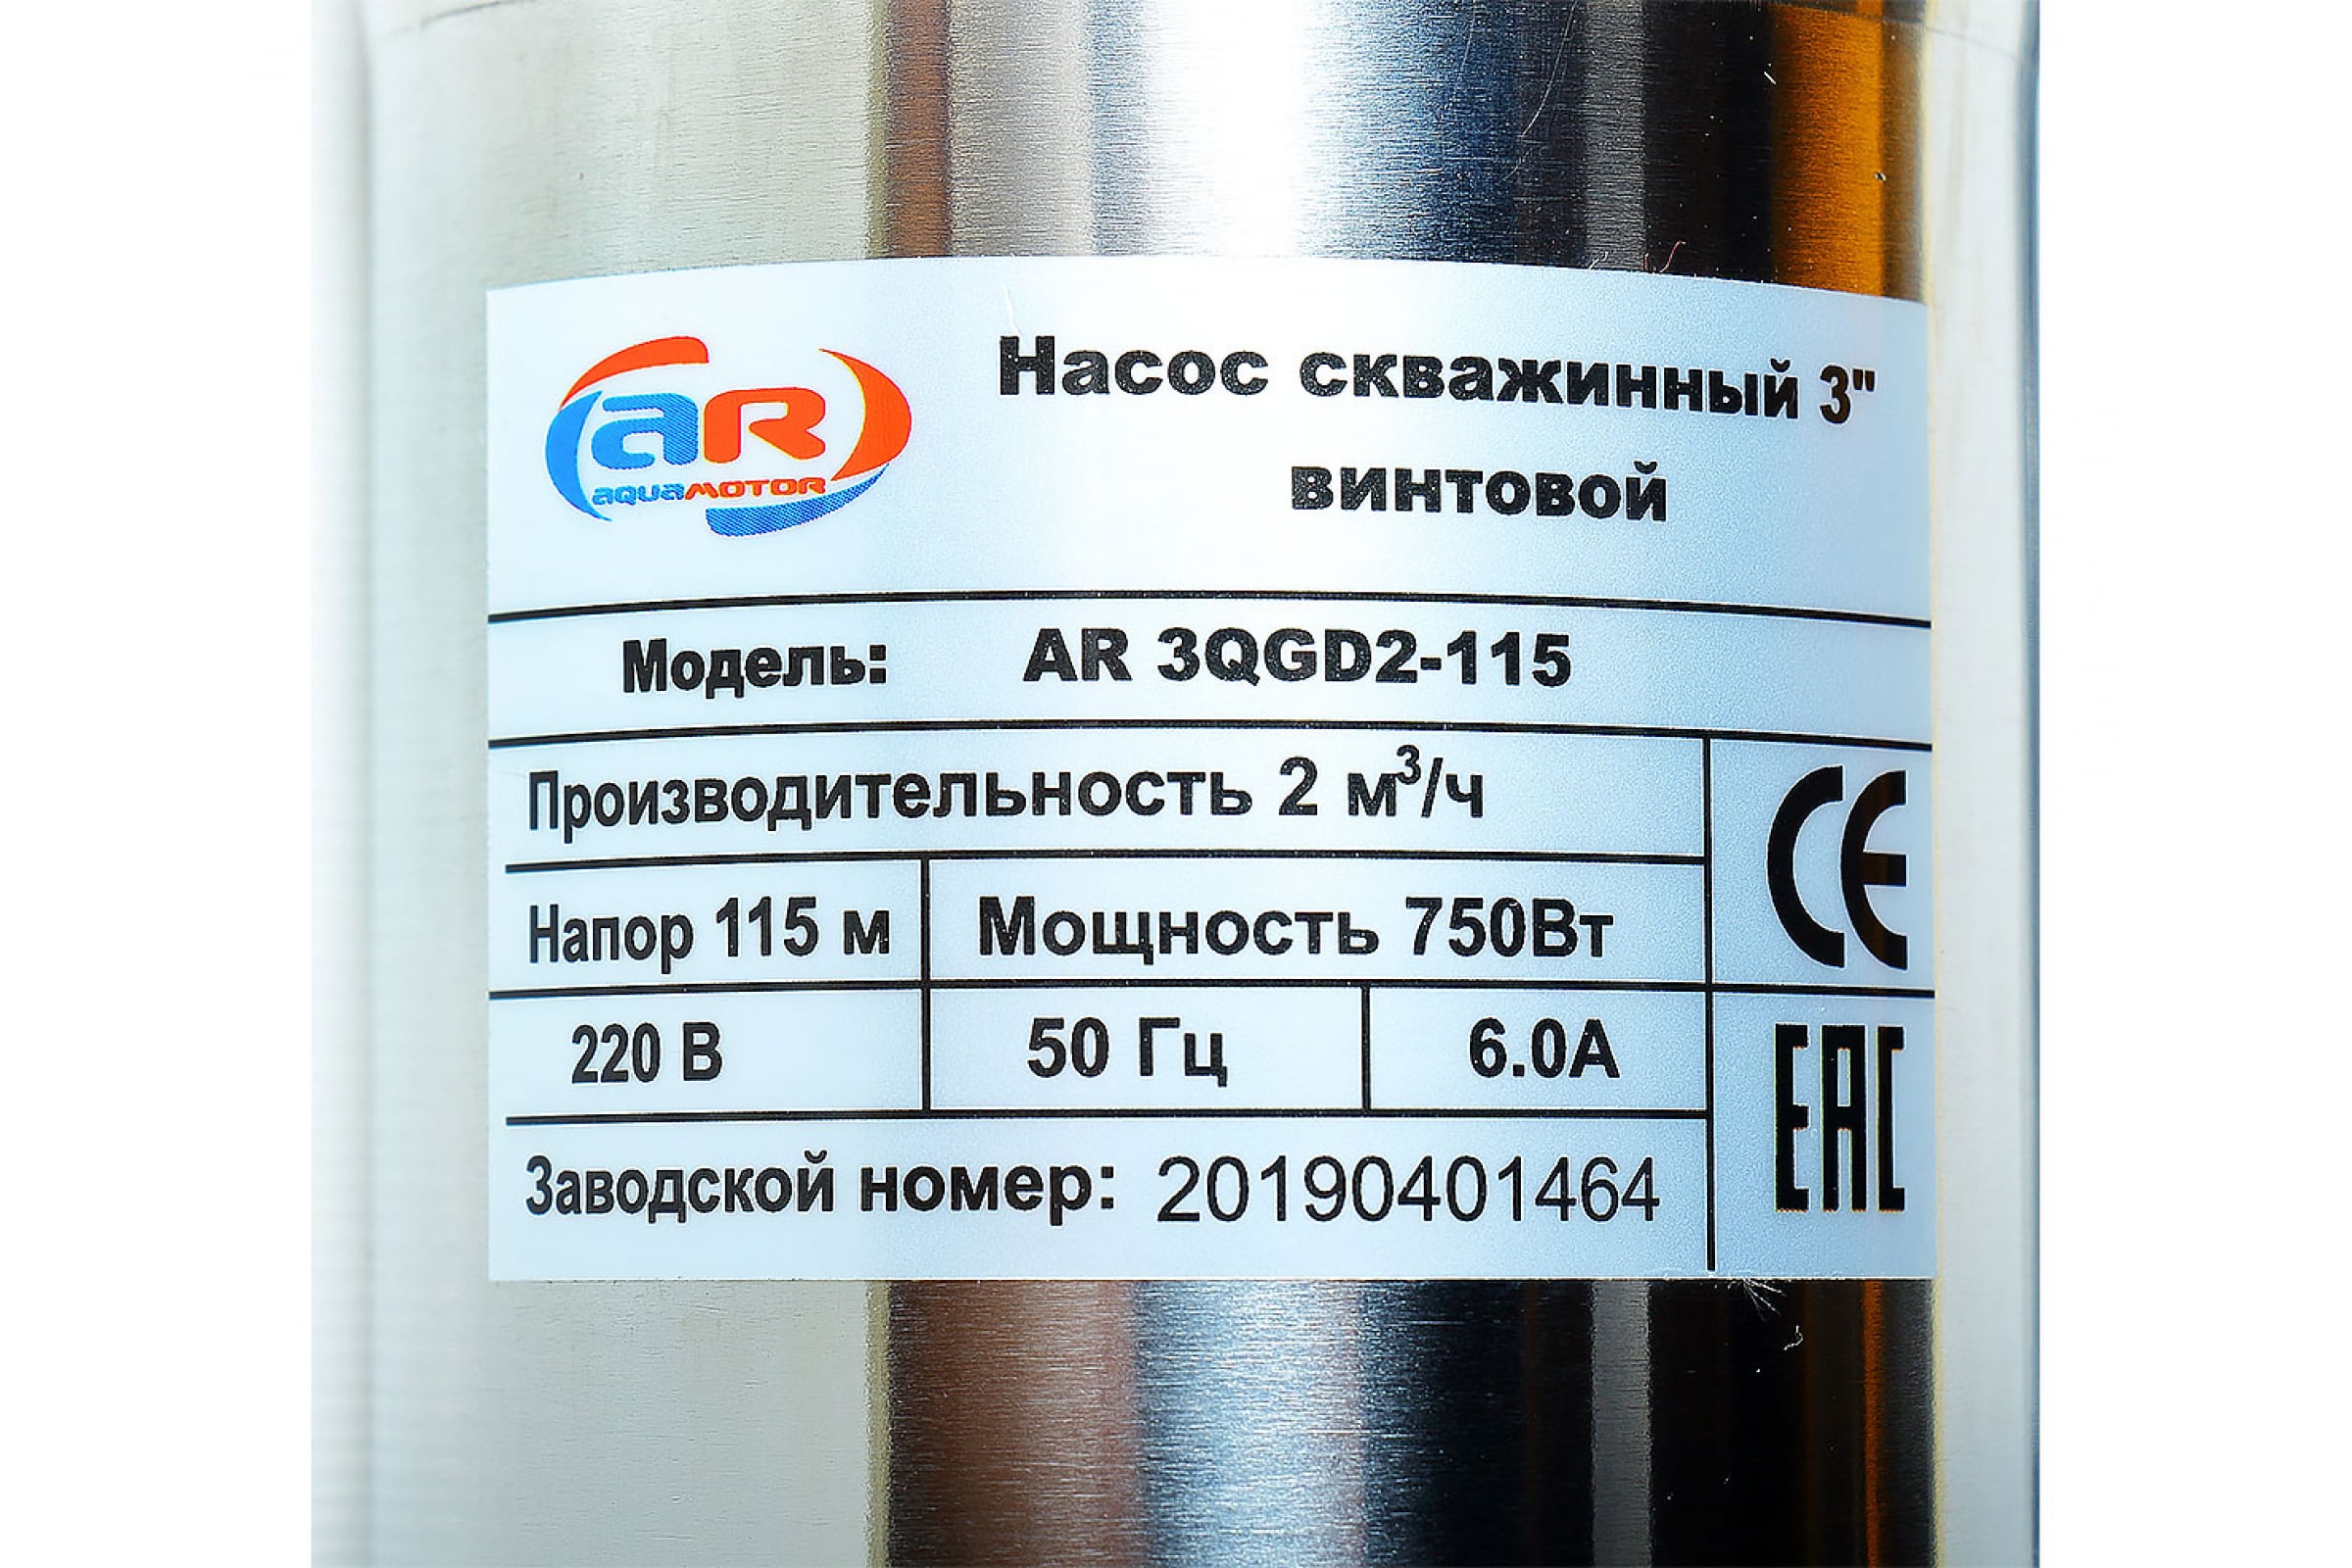 aR
aquamotor
Насос скважинный 3"
винтовой
Модель: AR 3QGD2-115
Производительность 2 м³/ч
Напор 115 м Мощность 750Вт
CE
220 В 50 Гц 6.0А
EAC
Заводской номер: 20190401464